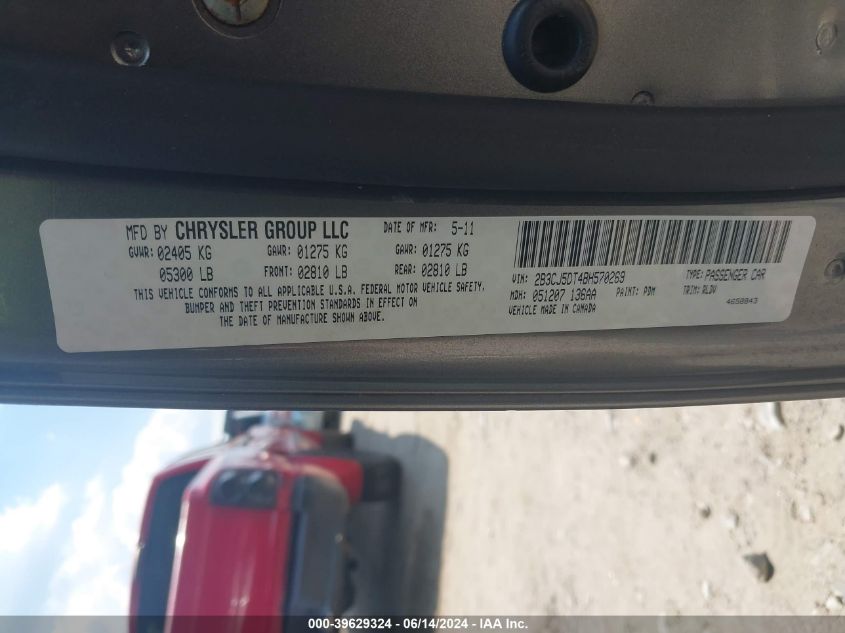 MFD BY CHRYSLER GROUP LLC DATE OF MFR: 5-11
GVWR: 02405 KG GAWR: 01275 KG GAWR: 01275 KG
05300 LB FRONT: 02810 LB REAR: 02810 LB
THIS VEHICLE CONFORMS TO ALL APPLICABLE U.S.A. FEDERAL MOTOR VEHICLE SAFETY,
BUMPER AND THEFT PREVENTION STANDARDS IN EFFECT ON
THE DATE OF MANUFACTURE SHOWN ABOVE.
VIN: 2B3CJ5DT4BH570269 TYPE: PASSENGER CAR
MDH: 051207 136AA PAINT: PDM TRIM: RLDV
VEHICLE MADE IN CANADA 4658843
000-39629324 | 06/14/2024 | IAA Inc.